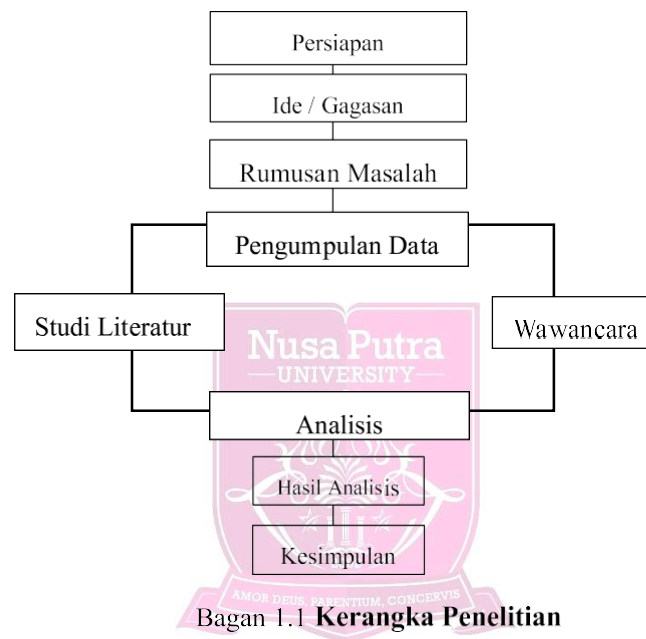 Persiapan
Ide / Gagasan
Rumusan Masalah
Pengumpulan Data
Studi Literatur
Wawancara
Nusa Putra
UNIVERSITY
Analisis
Hasil Analisis
Kesimpulan
AMOR DEUS, PARENTIUM, CONCERVIS
Bagan 1.1 Kerangka Penelitian